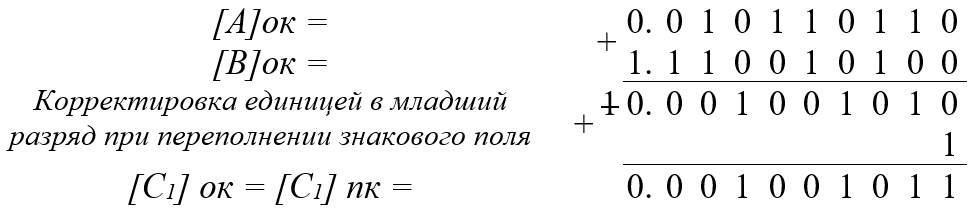 [A]ок = 0. 0 1 0 1 1 0 1 1 0
+
[B]ок = 1. 1 1 0 0 1 0 1 0 0
Корректировка единицей в младший 1 0. 0 0 1 0 0 1 0 1 0
+
разряд при переполнении знакового поля 1
[C1] ок = [C1] пк = 0. 0 0 1 0 0 1 0 1 1